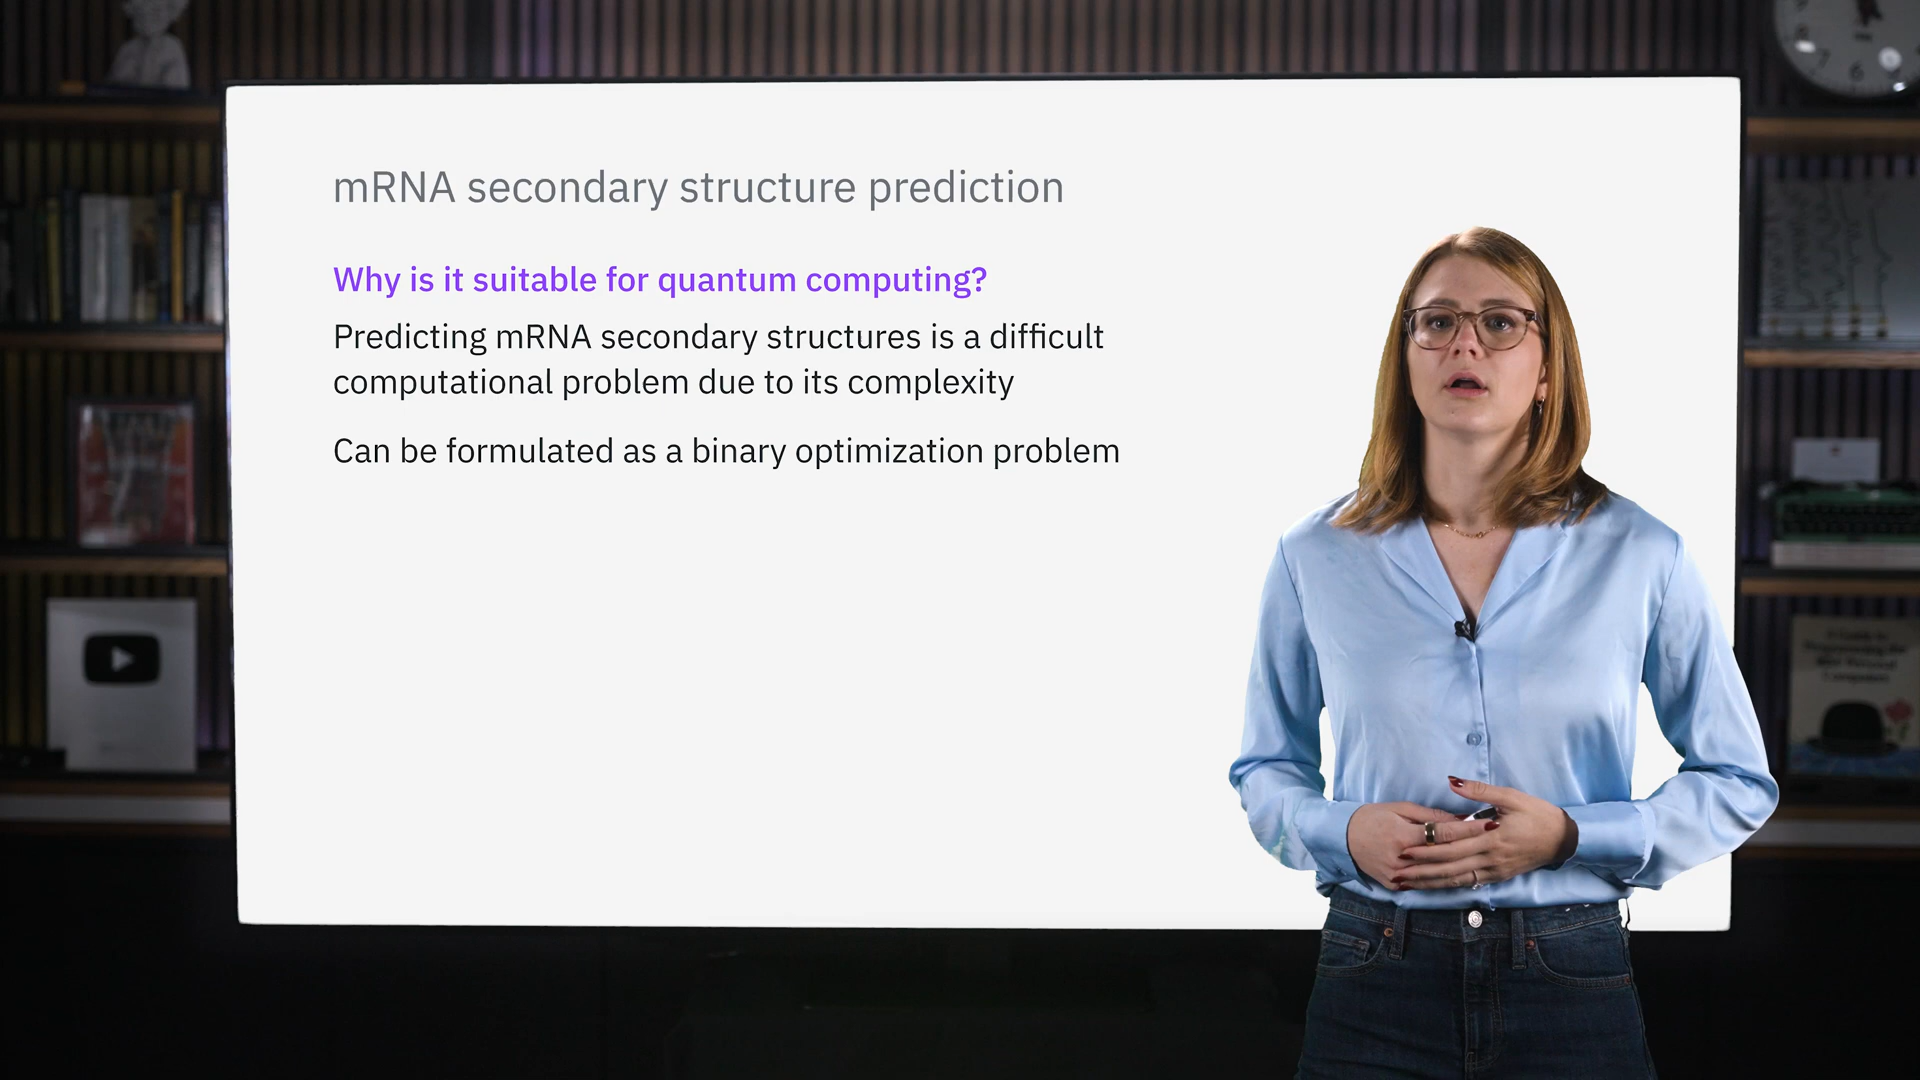 mRNA secondary structure prediction
Why is it suitable for quantum computing?
Predicting mRNA secondary structures is a difficult
computational problem due to its complexity
Can be formulated as a binary optimization problem